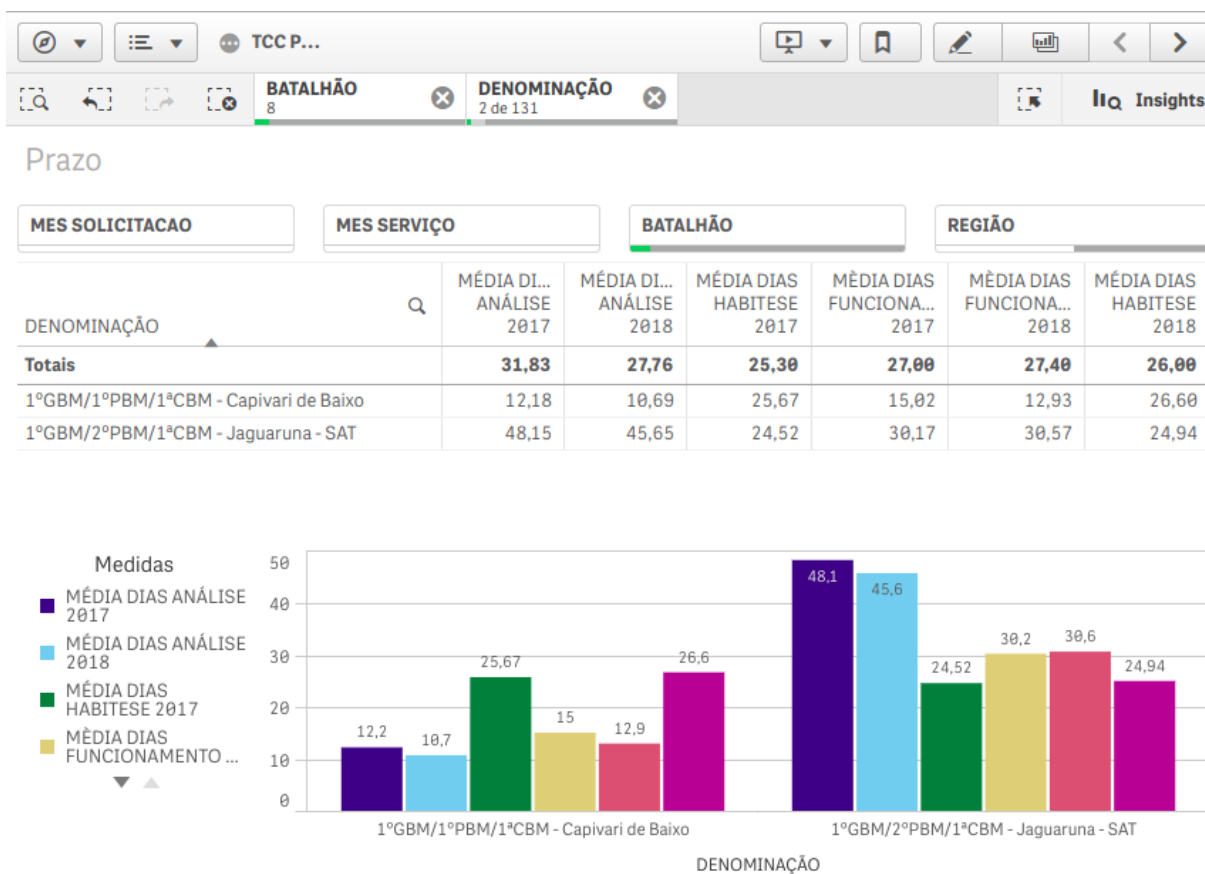 TCC P...
BATALHÃO
8
DENOMINAÇÃO
2 de 131
Insights
Prazo
MES SOLICITACAO
MES SERVIÇO
BATALHÃO
REGIÃO
DENOMINAÇÃO
MÉDIA DI... ANÁLISE 2017
MÉDIA DI... ANÁLISE 2018
MÉDIA DIAS HABITESE 2017
MÈDIA DIAS FUNCIONA... 2017
MÈDIA DIAS FUNCIONA... 2018
MÉDIA DIAS HABITESE 2018
Totais 31,83 27,76 25,30 27,00 27,40 26,00
1ºGBM/1ºPBM/1ªCBM - Capivari de Baixo 12,18 10,69 25,67 15,02 12,93 26,60
1ºGBM/2ºPBM/1ªCBM - Jaguaruna - SAT 48,15 45,65 24,52 30,17 30,57 24,94
Medidas
MÉDIA DIAS ANÁLISE
2017
MÉDIA DIAS ANÁLISE
2018
MÉDIA DIAS
HABITESE 2017
MÈDIA DIAS
FUNCIONAMENTO ...
50
40
30
20
10
0
12,2
10,7
25,67
15
12,9
26,6
48,1
45,6
24,52
30,2
30,6
24,94
1ºGBM/1ºPBM/1ªCBM - Capivari de Baixo
1ºGBM/2ºPBM/1ªCBM - Jaguaruna - SAT
DENOMINAÇÃO